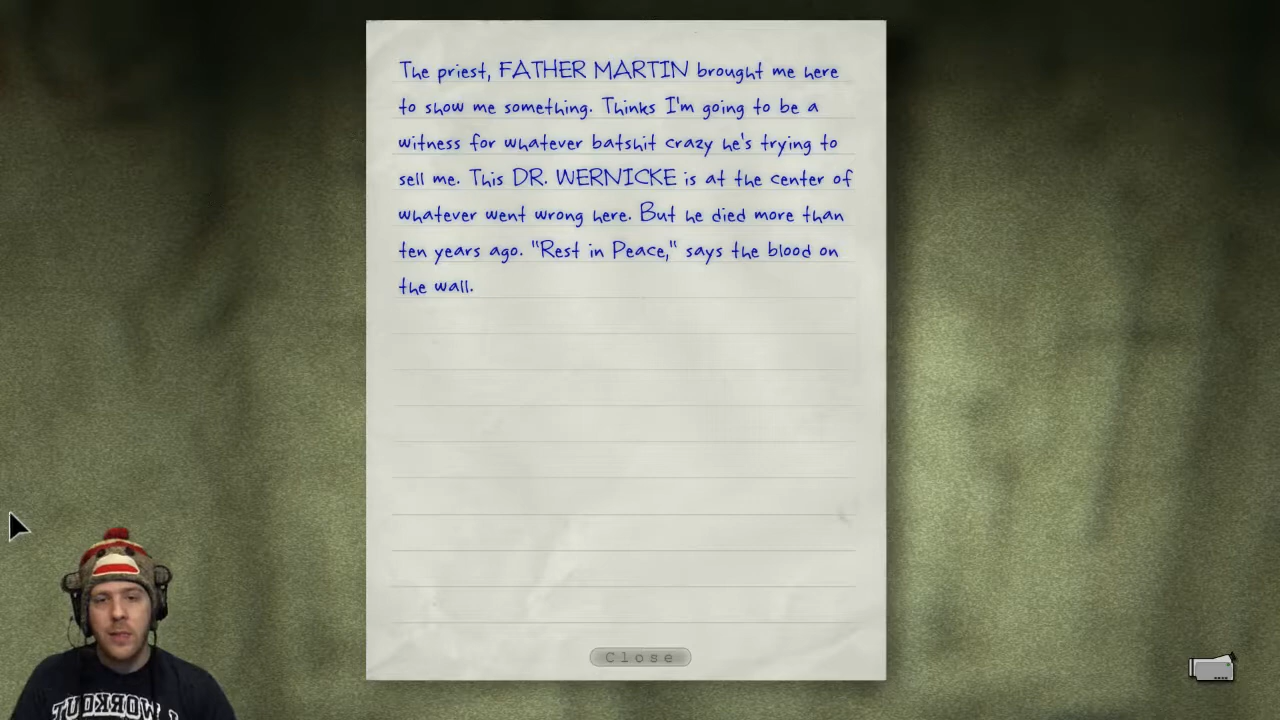 The priest, FATHER MARTIN brought me here
to show me something. Thinks I'm going to be a
witness for whatever batshit crazy he's trying to
sell me. This DR. WERNICKE is at the center of
whatever went wrong here. But he died more than
ten years ago. "Rest in Peace," says the blood on
the wall.
Close
WORKOUT